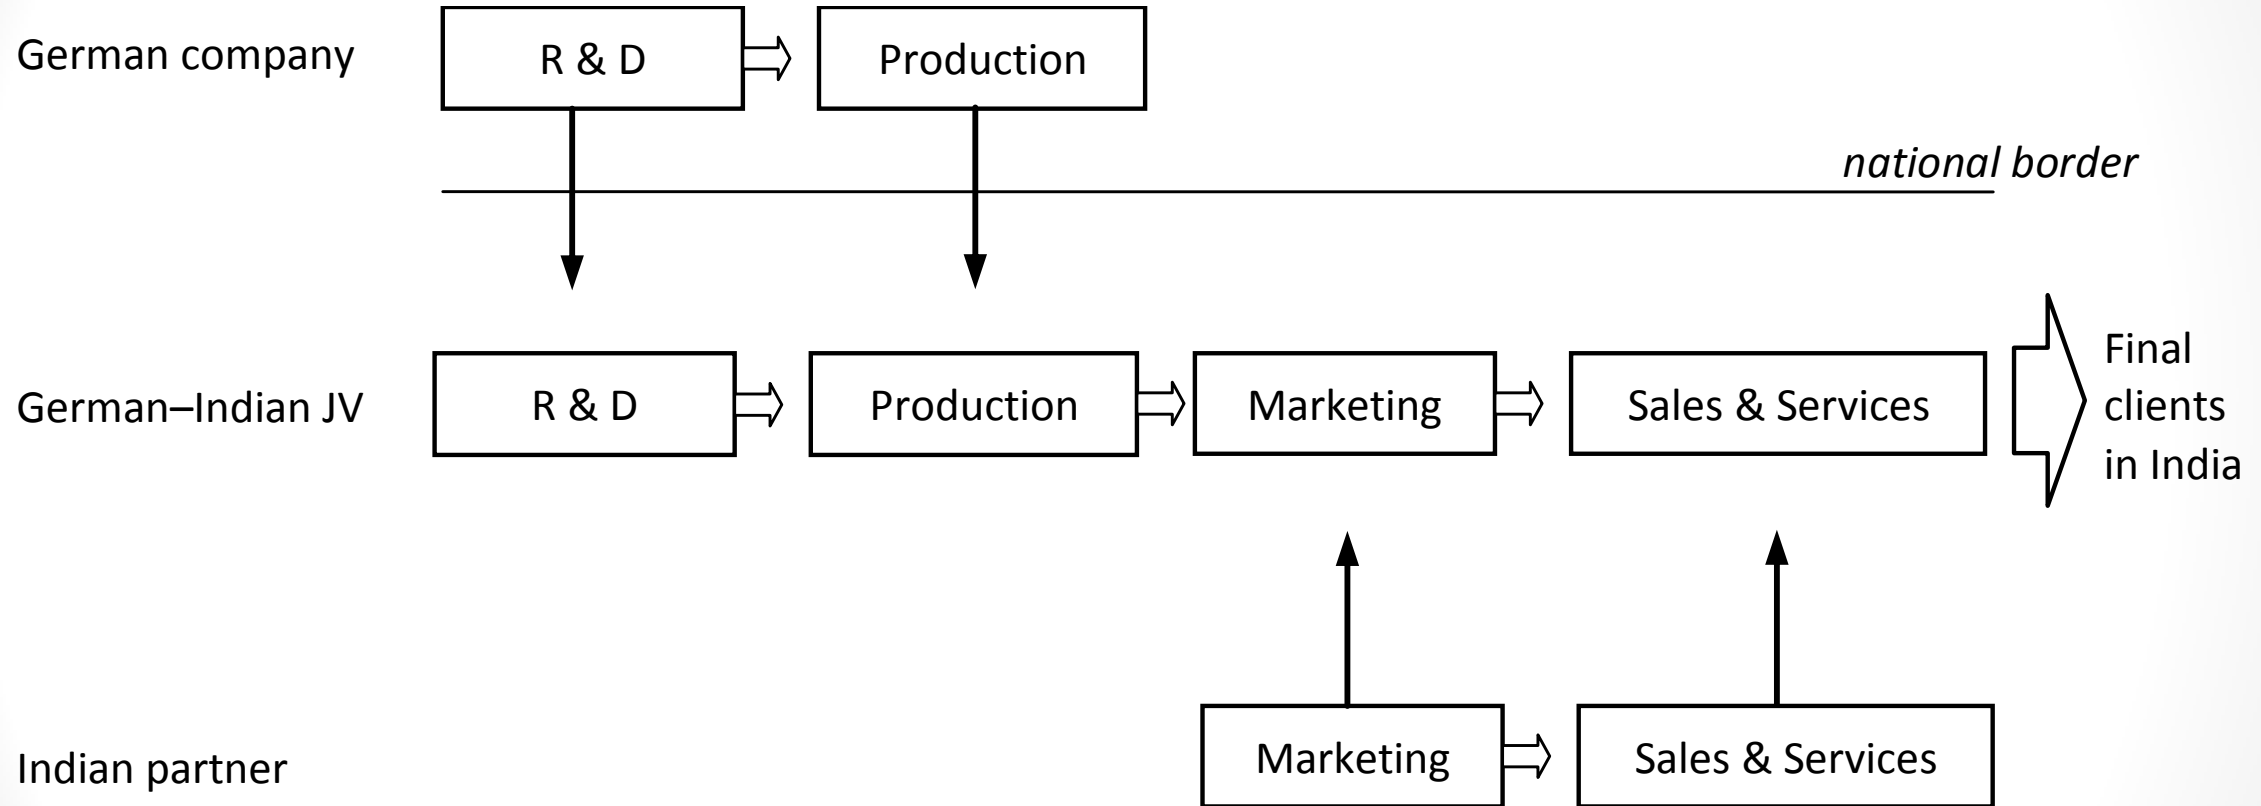 German company
R & D
Production
national border
German–Indian JV
R & D
Production
Marketing
Sales & Services
Final
clients
in India
Indian partner
Marketing
Sales & Services